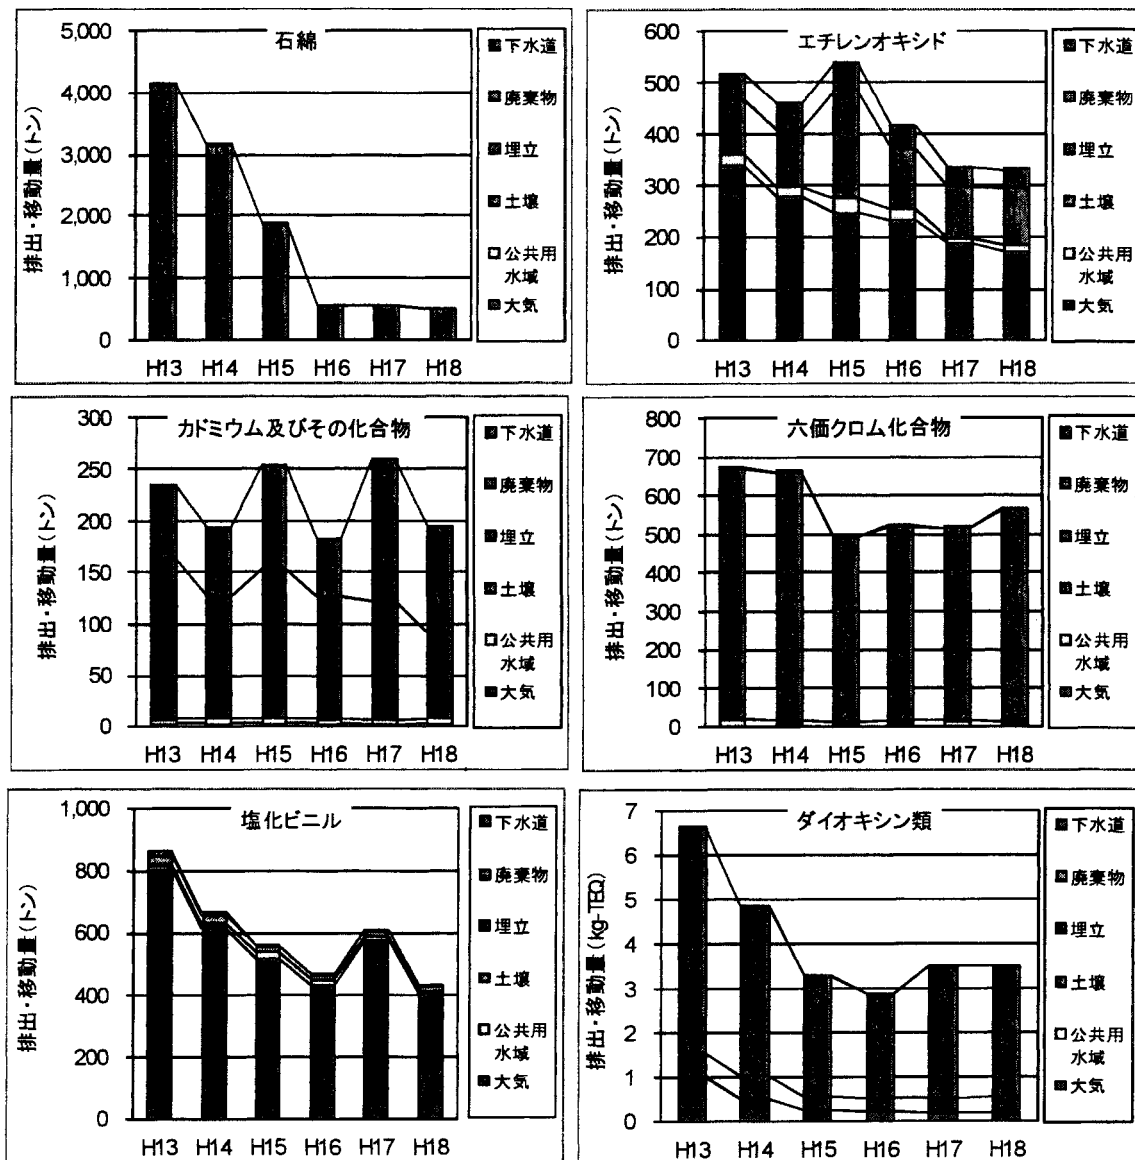 石綿
排出・移動量(トン)
5,000
4,000
3,000
2,000
1,000
0
H13 H14 H15 H16 H17 H18
下水道
廃棄物
埋立
土壌
公共用
水域
大気
エチレンオキシド
排出・移動量(トン)
600
500
400
300
200
100
0
H13 H14 H15 H16 H17 H18
下水道
廃棄物
埋立
土壌
公共用
水域
大気
カドミウム及びその化合物
排出・移動量(トン)
300
250
200
150
100
50
0
H13 H14 H15 H16 H17 H18
下水道
廃棄物
埋立
土壌
公共用
水域
大気
六価クロム化合物
排出・移動量(トン)
800
700
600
500
400
300
200
100
0
H13 H14 H15 H16 H17 H18
下水道
廃棄物
埋立
土壌
公共用
水域
大気
塩化ビニル
排出・移動量(トン)
1,000
800
600
400
200
0
H13 H14 H15 H16 H17 H18
下水道
廃棄物
埋立
土壌
公共用
水域
大気
ダイオキシン類
排出・移動量(kg-TEQ)
7
6
5
4
3
2
1
0
H13 H14 H15 H16 H17 H18
下水道
廃棄物
埋立
土壌
公共用
水域
大気